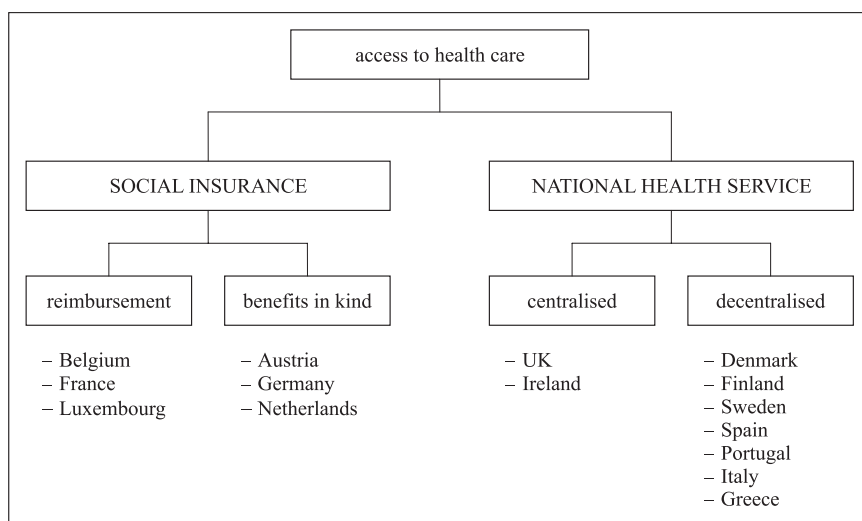 access to health care
SOCIAL INSURANCE
NATIONAL HEALTH SERVICE
reimbursement
benefits in kind
centralised
decentralised
– Belgium
– France
– Luxembourg
– Austria
– Germany
– Netherlands
– UK
– Ireland
– Denmark
– Finland
– Sweden
– Spain
– Portugal
– Italy
– Greece